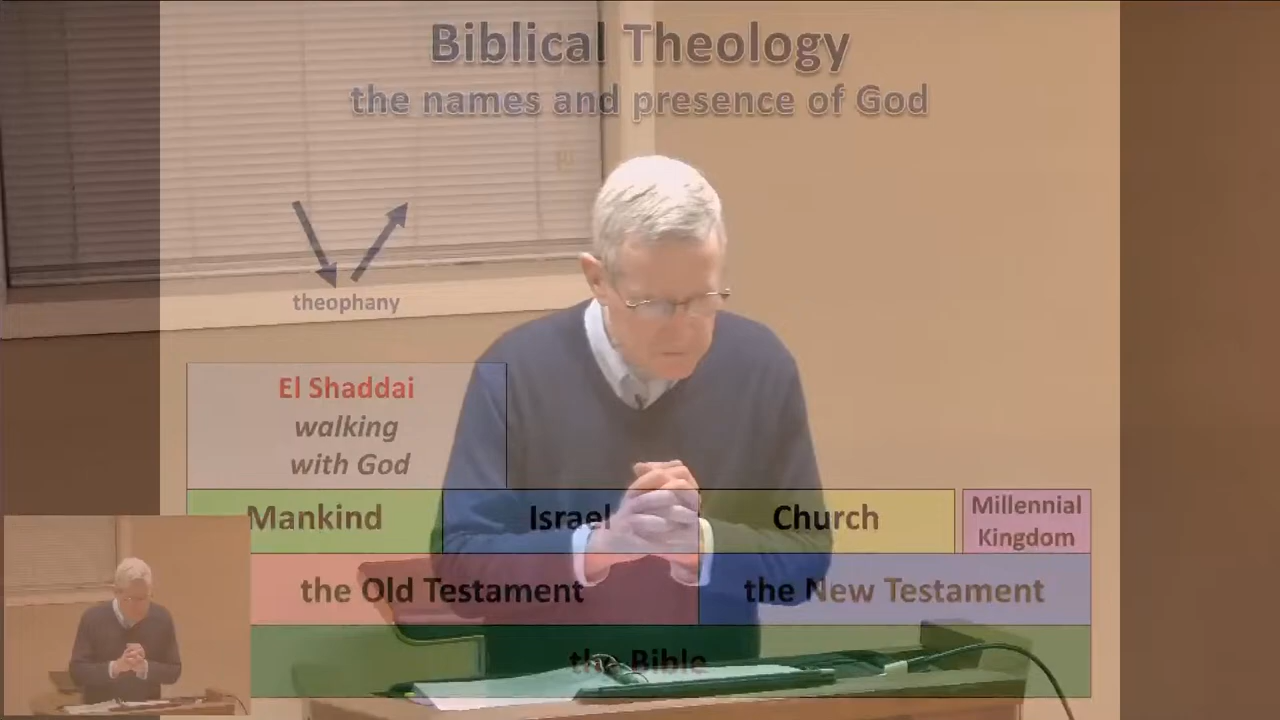 Biblical Theology
the names and presence of God
theophany
El Shaddai
walking
with God
Mankind
Israel
Church
Millennial
Kingdom
the Old Testament
the New Testament
the Bible